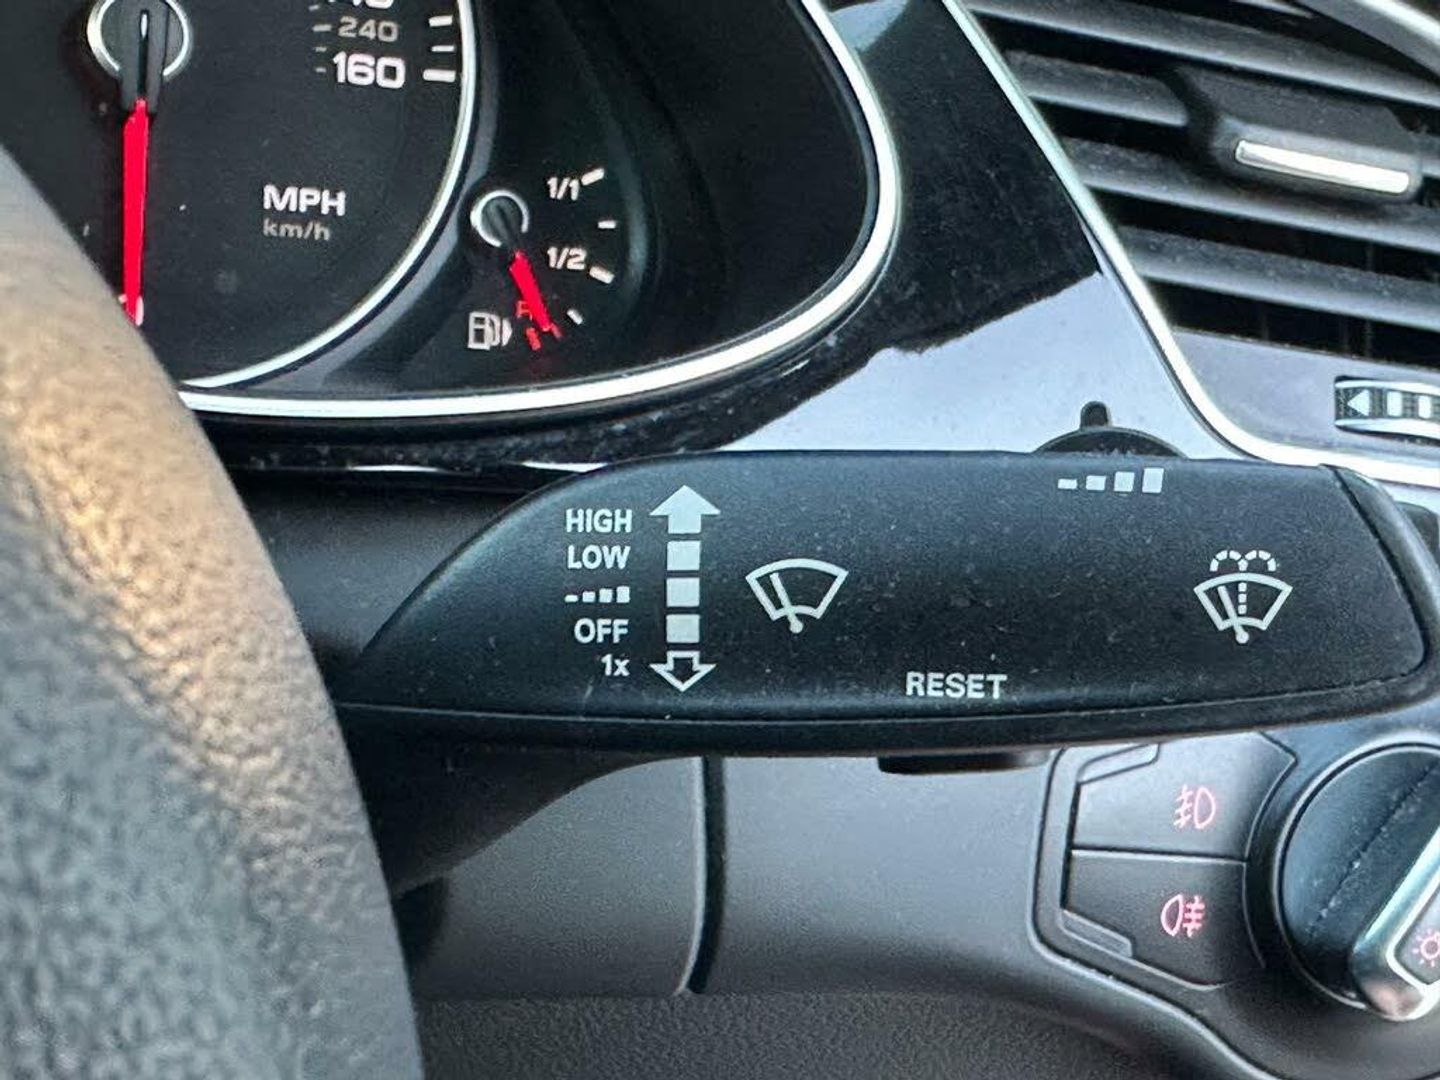 240
160
MPH
km/h
1/1
1/2
HIGH
LOW
OFF
1x
RESET